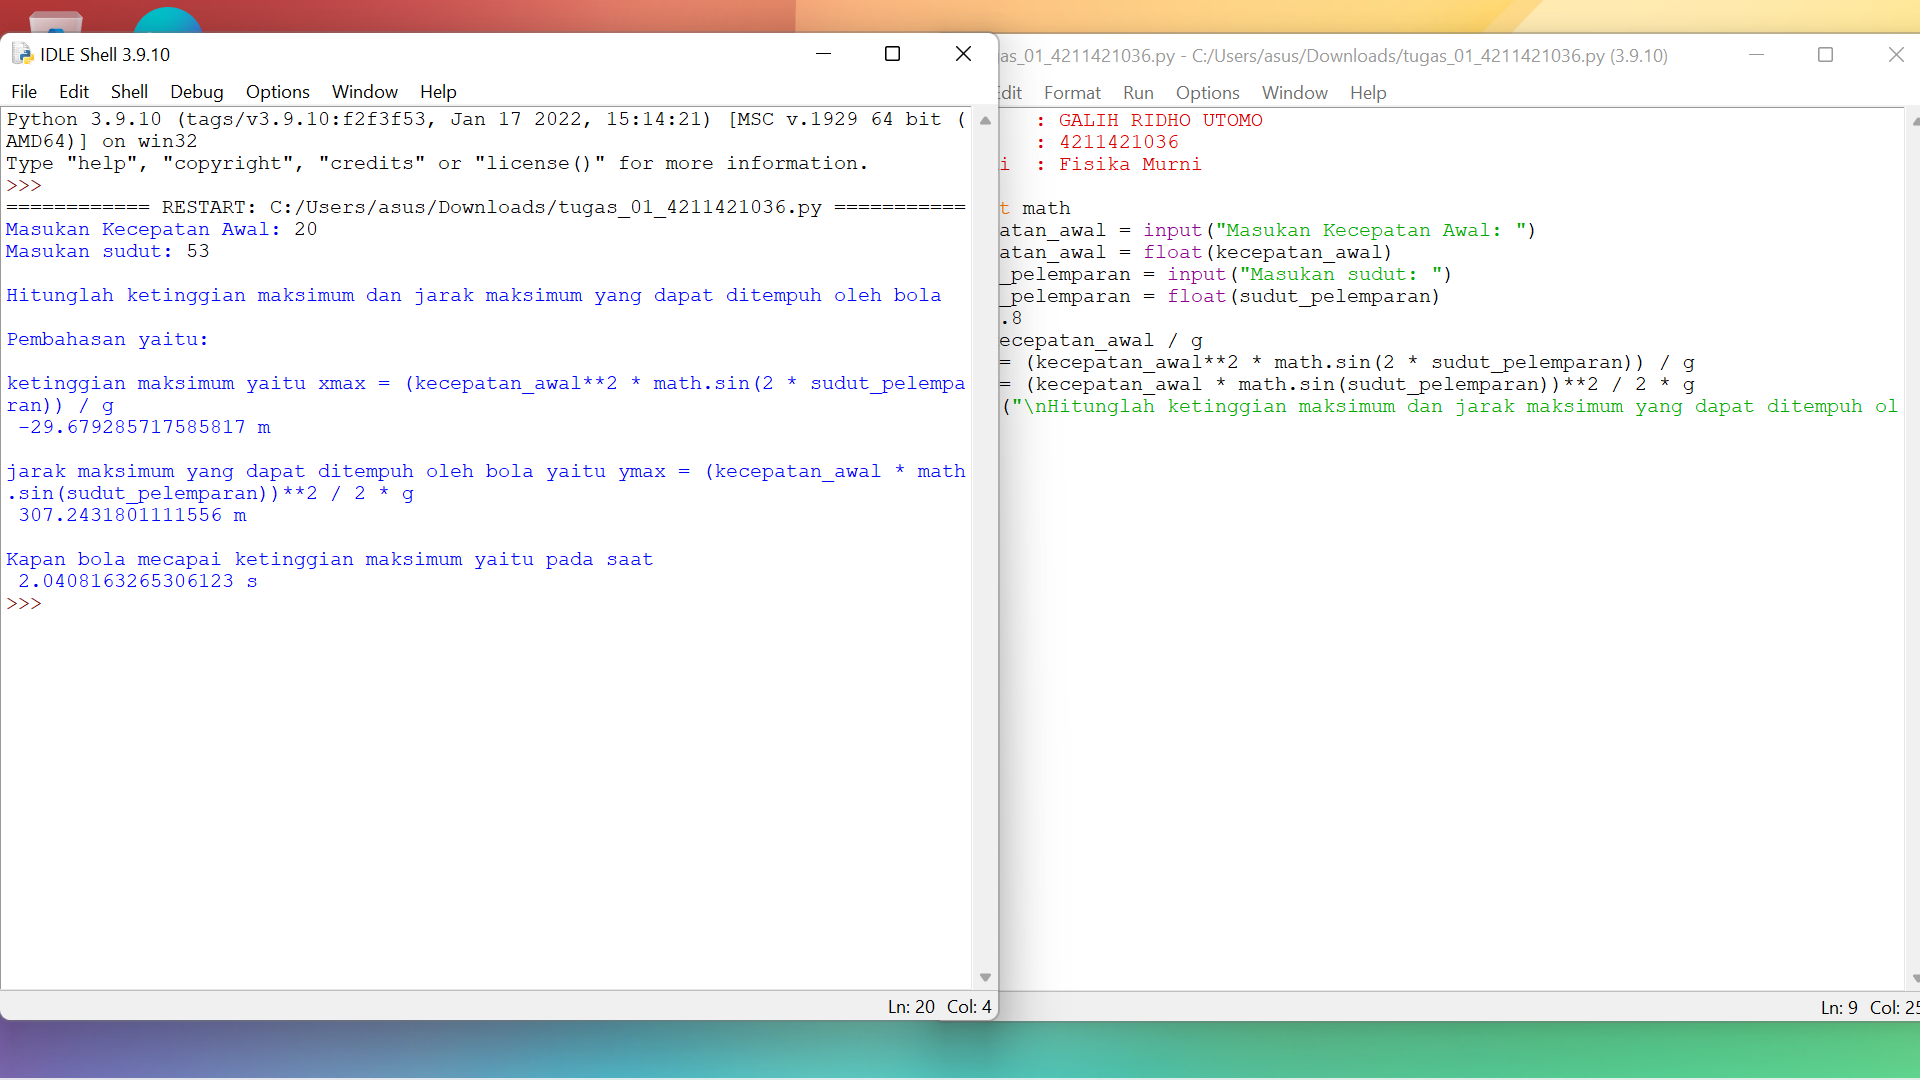 IDLE Shell 3.9.10
File Edit Shell Debug Options Window Help
Python 3.9.10 (tags/v3.9.10:f2f3f53, Jan 17 2022, 15:14:21) [MSC v.1929 64 bit (
AMD64)] on win32
Type "help", "copyright", "credits" or "license()" for more information.
>>>
============ RESTART: C:/Users/asus/Downloads/tugas_01_4211421036.py ===========
Masukan Kecepatan Awal: 20
Masukan sudut: 53
Hitunglah ketinggian maksimum dan jarak maksimum yang dapat ditempuh oleh bola
Pembahasan yaitu:
ketinggian maksimum yaitu xmax = (kecepatan_awal**2 * math.sin(2 * sudut_pelempa
ran)) / g
-29.679285717585817 m
jarak maksimum yang dapat ditempuh oleh bola yaitu ymax = (kecepatan_awal * math
.sin(sudut_pelemparan))**2 / 2 * g
307.2431801111556 m
Kapan bola mecapai ketinggian maksimum yaitu pada saat
2.0408163265306123 s
>>>
Ln: 20 Col: 4
as_01_4211421036.py - C:/Users/asus/Downloads/tugas_01_4211421036.py (3.9.10)
dit Format Run Options Window Help
: GALIH RIDHO UTOMO
: 4211421036
i : Fisika Murni
t math
atan_awal = input("Masukan Kecepatan Awal: ")
atan_awal = float(kecepatan_awal)
_pelemparan = input("Masukan sudut: ")
_pelemparan = float(sudut_pelemparan)
.8
ecepatan_awal / g
= (kecepatan_awal**2 * math.sin(2 * sudut_pelemparan)) / g
= (kecepatan_awal * math.sin(sudut_pelemparan))**2 / 2 * g
("\nHitunglah ketinggian maksimum dan jarak maksimum yang dapat ditempuh ol
Ln: 9 Col: 25